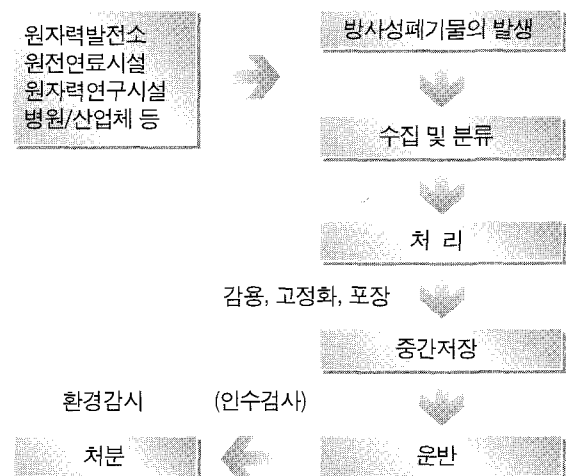 원자력발전소
원전연료시설
원자력연구시설
병원/산업체 등
방사성폐기물의 발생
수집 및 분류
처 리
감용, 고정화, 포장
중간저장
환경감시
(인수검사)
처분
운반